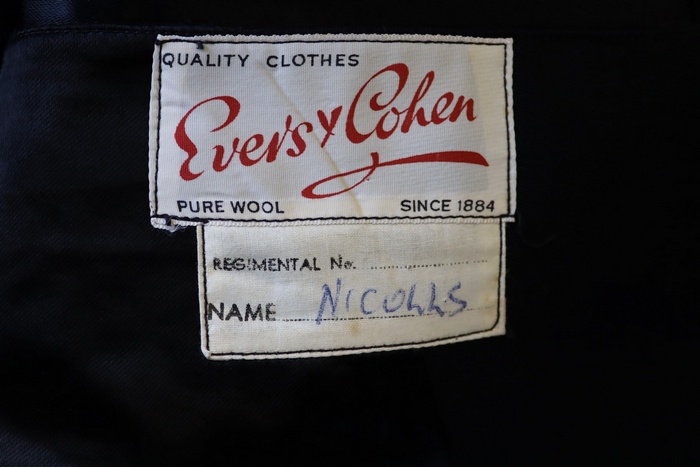 QUALITY CLOTHES
Evers y Cohen
PURE WOOL SINCE 1884
REGIMENTAL No.
NAME NICOLLS